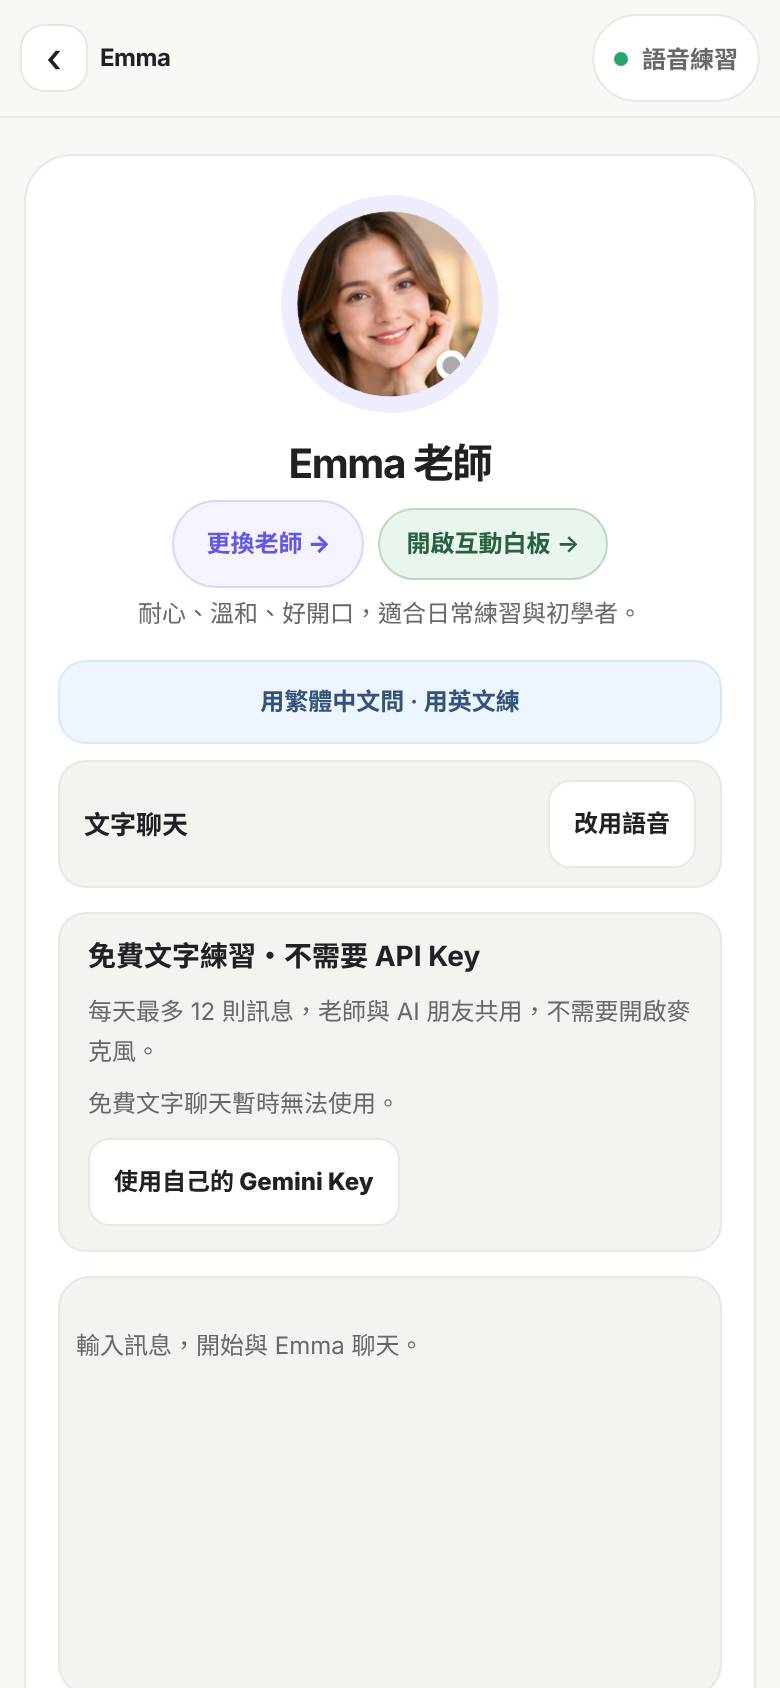 ‹ Emma
語音練習
Emma 老師
更換老師 →
開啟互動白板 →
耐心、溫和、好開口，適合日常練習與初學者。
用繁體中文問 · 用英文練
文字聊天
改用語音
免費文字練習・不需要 API Key
每天最多 12 則訊息，老師與 AI 朋友共用，不需要開啟麥
克風。
免費文字聊天暫時無法使用。
使用自己的 Gemini Key
輸入訊息，開始與 Emma 聊天。